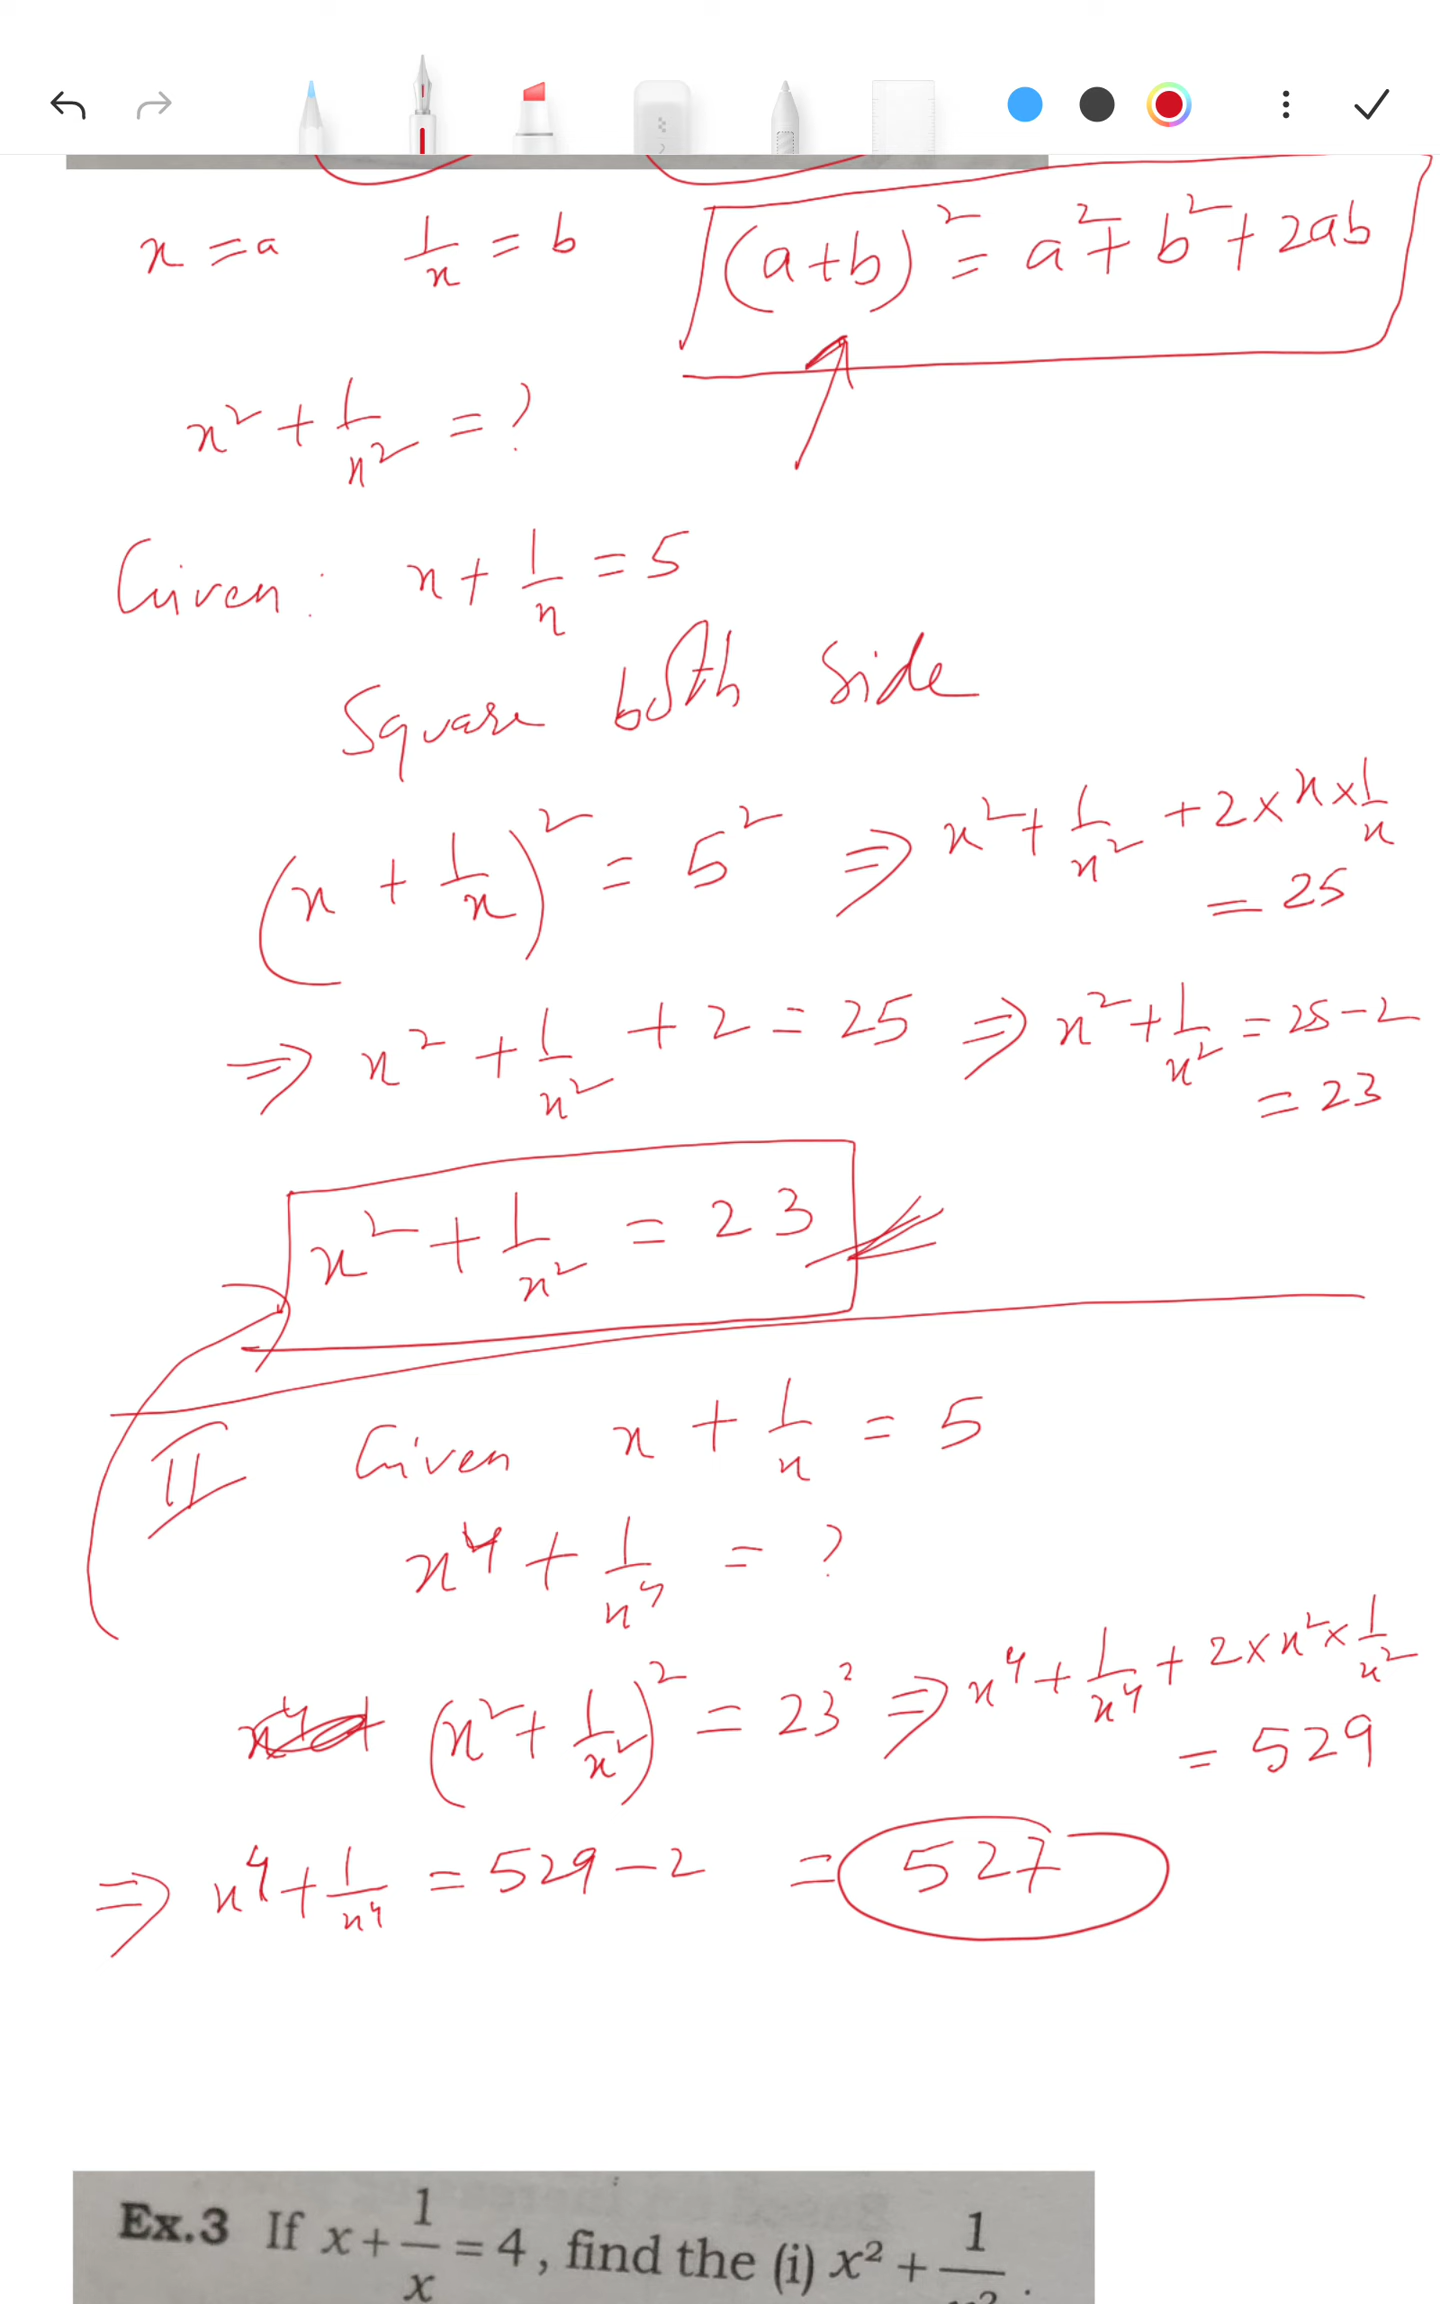 x = a    1/x = b    (a+b)² = a² + b² + 2ab
x² + 1/x² = ?
Given: x + 1/x = 5
Square both side
(x + 1/x)² = 5² ⇒ x² + 1/x² + 2 × x × 1/x
= 25
⇒ x² + 1/x² + 2 = 25 ⇒ x² + 1/x² = 25 - 2
= 23
x² + 1/x² = 23
II Given x + 1/x = 5
x⁴ + 1/x⁴ = ?
(x² + 1/x²)² = 23² ⇒ x⁴ + 1/x⁴ + 2 × x² × 1/x²
= 529
⇒ x⁴ + 1/x⁴ = 529 - 2 = 527
Ex.3 If x + 1/x = 4, find the (i) x² + 1/x².